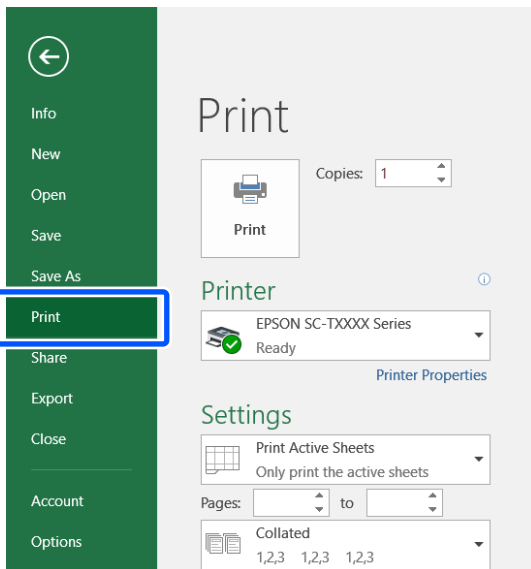 Info
New
Open
Save
Save As
Print
Share
Export
Close
Account
Options
Print
Print
Copies: 1
Printer
EPSON SC-TXXXX Series
Ready
Printer Properties
Settings
Print Active Sheets
Only print the active sheets
Pages: to
Collated
1,2,3 1,2,3 1,2,3